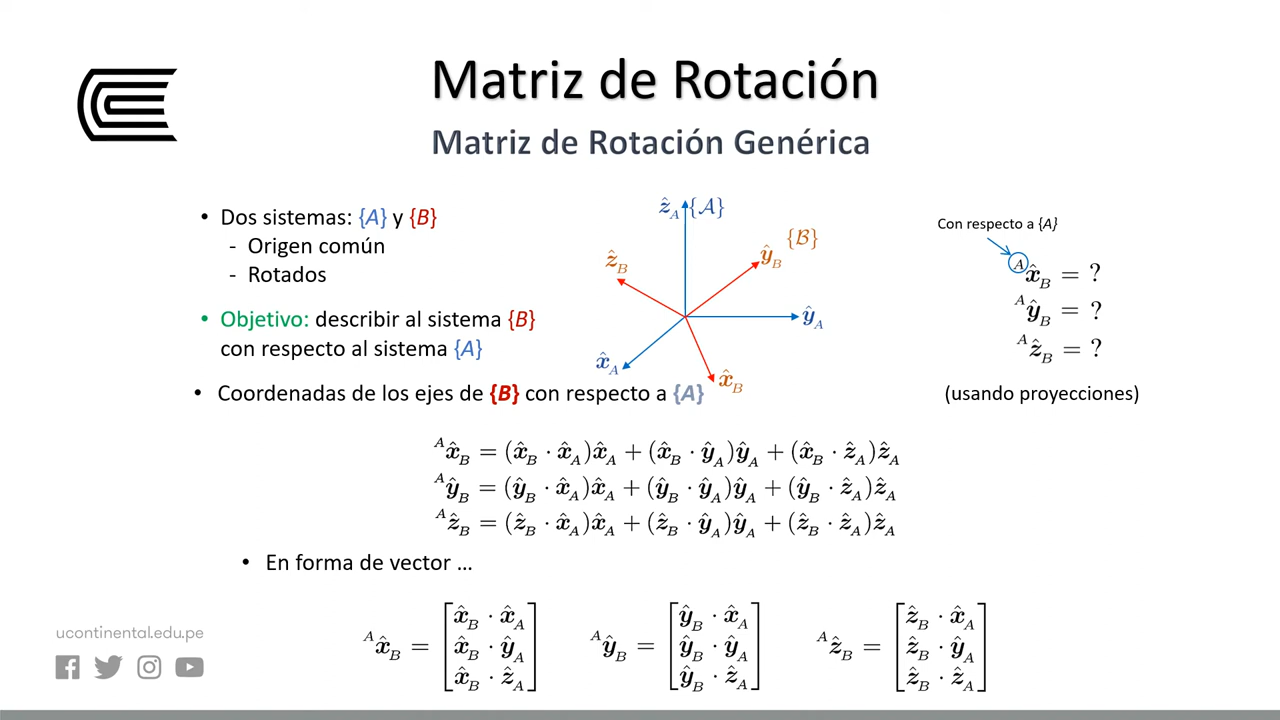 Matriz de Rotación
Matriz de Rotación Genérica
• Dos sistemas: {A} y {B}
- Origen común
- Rotados
• Objetivo: describir al sistema {B}
con respecto al sistema {A}
ẑ_A {𝒜}
{ℬ}
ŷ_B
ẑ_B
ŷ_A
x̂_A
x̂_B
Con respecto a {A}
^A x̂_B = ?
^A ŷ_B = ?
^A ẑ_B = ?
(usando proyecciones)
• Coordenadas de los ejes de {B} con respecto a {A}
^A x̂_B = (x̂_B · x̂_A)x̂_A + (x̂_B · ŷ_A)ŷ_A + (x̂_B · ẑ_A)ẑ_A
^A ŷ_B = (ŷ_B · x̂_A)x̂_A + (ŷ_B · ŷ_A)ŷ_A + (ŷ_B · ẑ_A)ẑ_A
^A ẑ_B = (ẑ_B · x̂_A)x̂_A + (ẑ_B · ŷ_A)ŷ_A + (ẑ_B · ẑ_A)ẑ_A
• En forma de vector ...
^A x̂_B = [x̂_B · x̂_A
x̂_B · ŷ_A
x̂_B · ẑ_A]
^A ŷ_B = [ŷ_B · x̂_A
ŷ_B · ŷ_A
ŷ_B · ẑ_A]
^A ẑ_B = [ẑ_B · x̂_A
ẑ_B · ŷ_A
ẑ_B · ẑ_A]
ucontinental.edu.pe